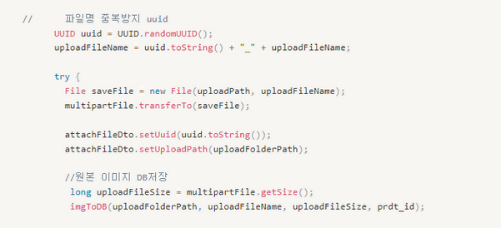 // 파일명 중복방지 uuid
UUID uuid = UUID.randomUUID();
uploadFileName = uuid.toString() + "_" + uploadFileName;
try {
File saveFile = new File(uploadPath, uploadFileName);
multipartFile.transferTo(saveFile);
attachFileDto.setUuid(uuid.toString());
attachFileDto.setUploadPath(uploadFolderPath);
//원본 이미지 DB저장
long uploadFileSize = multipartFile.getSize();
imgToDB(uploadFolderPath, uploadFileName, uploadFileSize, prdt_id);